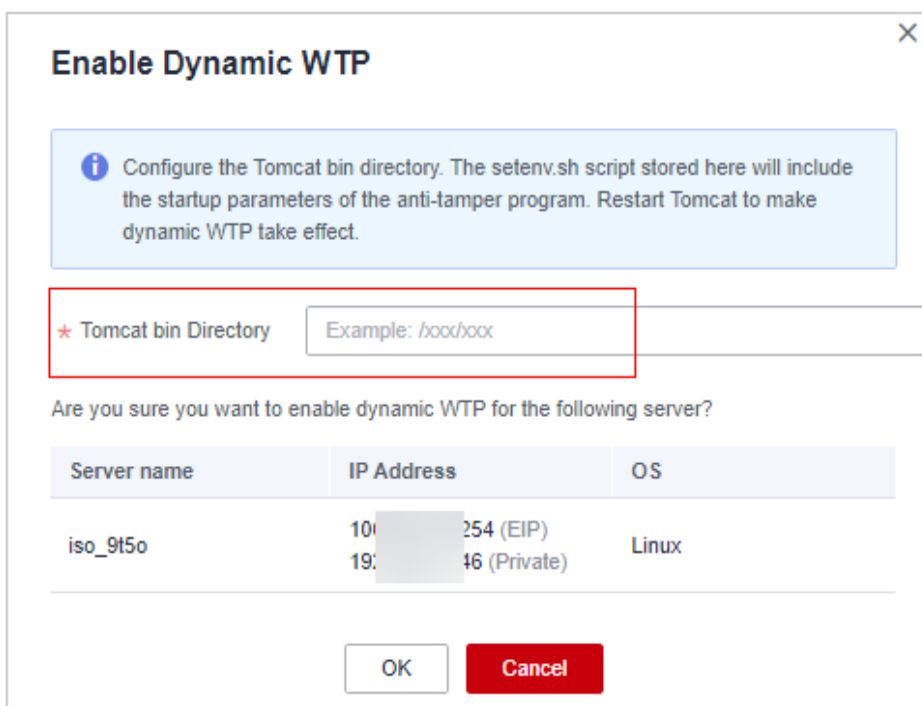 Enable Dynamic WTP
Configure the Tomcat bin directory. The setenv.sh script stored here will include
the startup parameters of the anti-tamper program. Restart Tomcat to make
dynamic WTP take effect.
* Tomcat bin Directory Example: /xxx/xxx
Are you sure you want to enable dynamic WTP for the following server?
Server name IP Address OS
iso_9t5o Linux
254 (EIP)
46 (Private)
OK Cancel